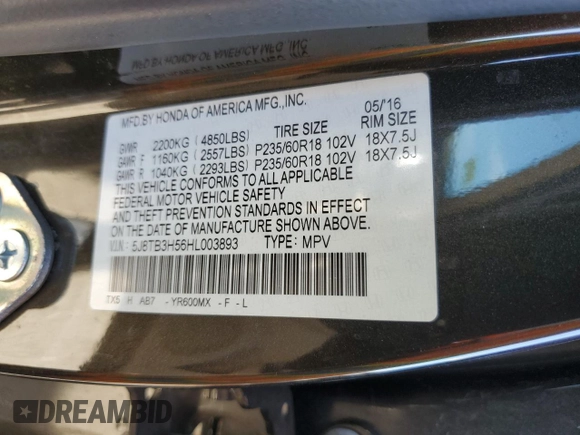 MFD.BY HONDA OF AMERICA MFG.,INC. 05/'16
GVWR 2200KG (4850LBS) TIRE SIZE RIM SIZE
GAWR F 1160KG (2557LBS) P235/60R18 102V 18X7.5J
GAWR R 1040KG (2293LBS) P235/60R18 102V 18X7.5J
THIS VEHICLE CONFORMS TO ALL APPLICABLE
FEDERAL MOTOR VEHICLE SAFETY, BUMPER,
AND THEFT PREVENTION STANDARDS IN EFFECT
ON THE DATE OF MANUFACTURE SHOWN ABOVE.
V.I.N: 5J8TB3H56HL003893 TYPE: MPV
TX5 H AB7 - YR600MX - F - L
DREAMBID